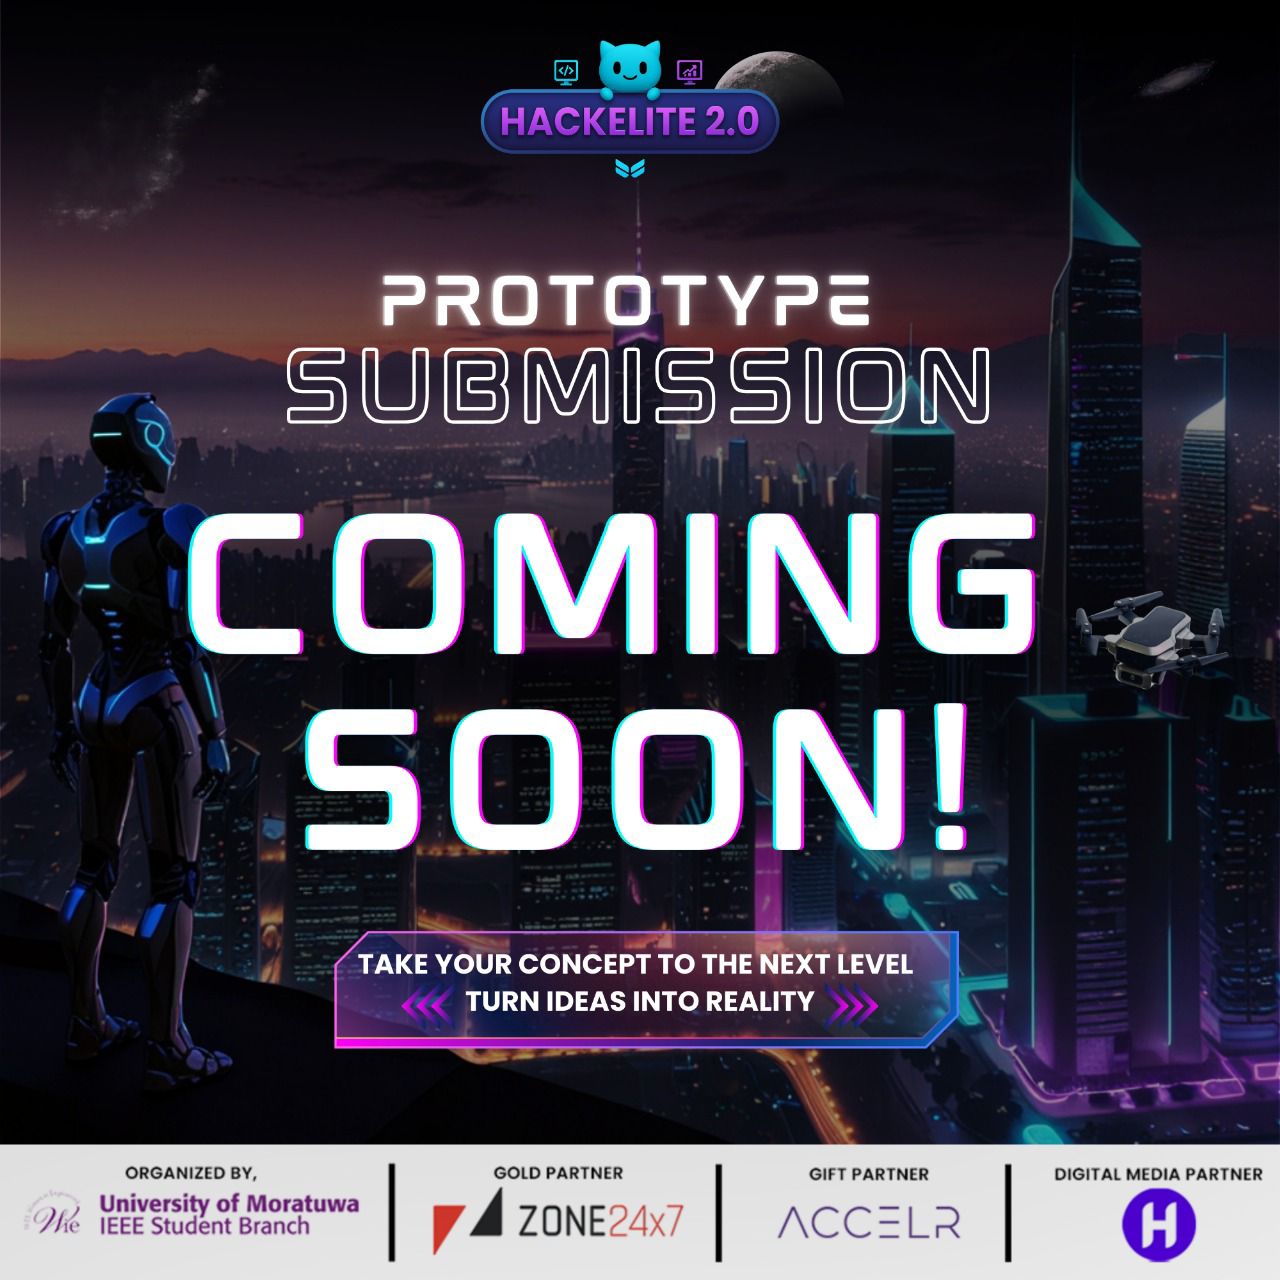 HACKELITE 2.0
PROTOTYPE
SUBMISSION
COMING
SOON!
TAKE YOUR CONCEPT TO THE NEXT LEVEL
TURN IDEAS INTO REALITY
ORGANIZED BY,
Wie
University of Moratuwa
IEEE Student Branch
GOLD PARTNER
ZONE24x7
GIFT PARTNER
ACCELR
DIGITAL MEDIA PARTNER
H